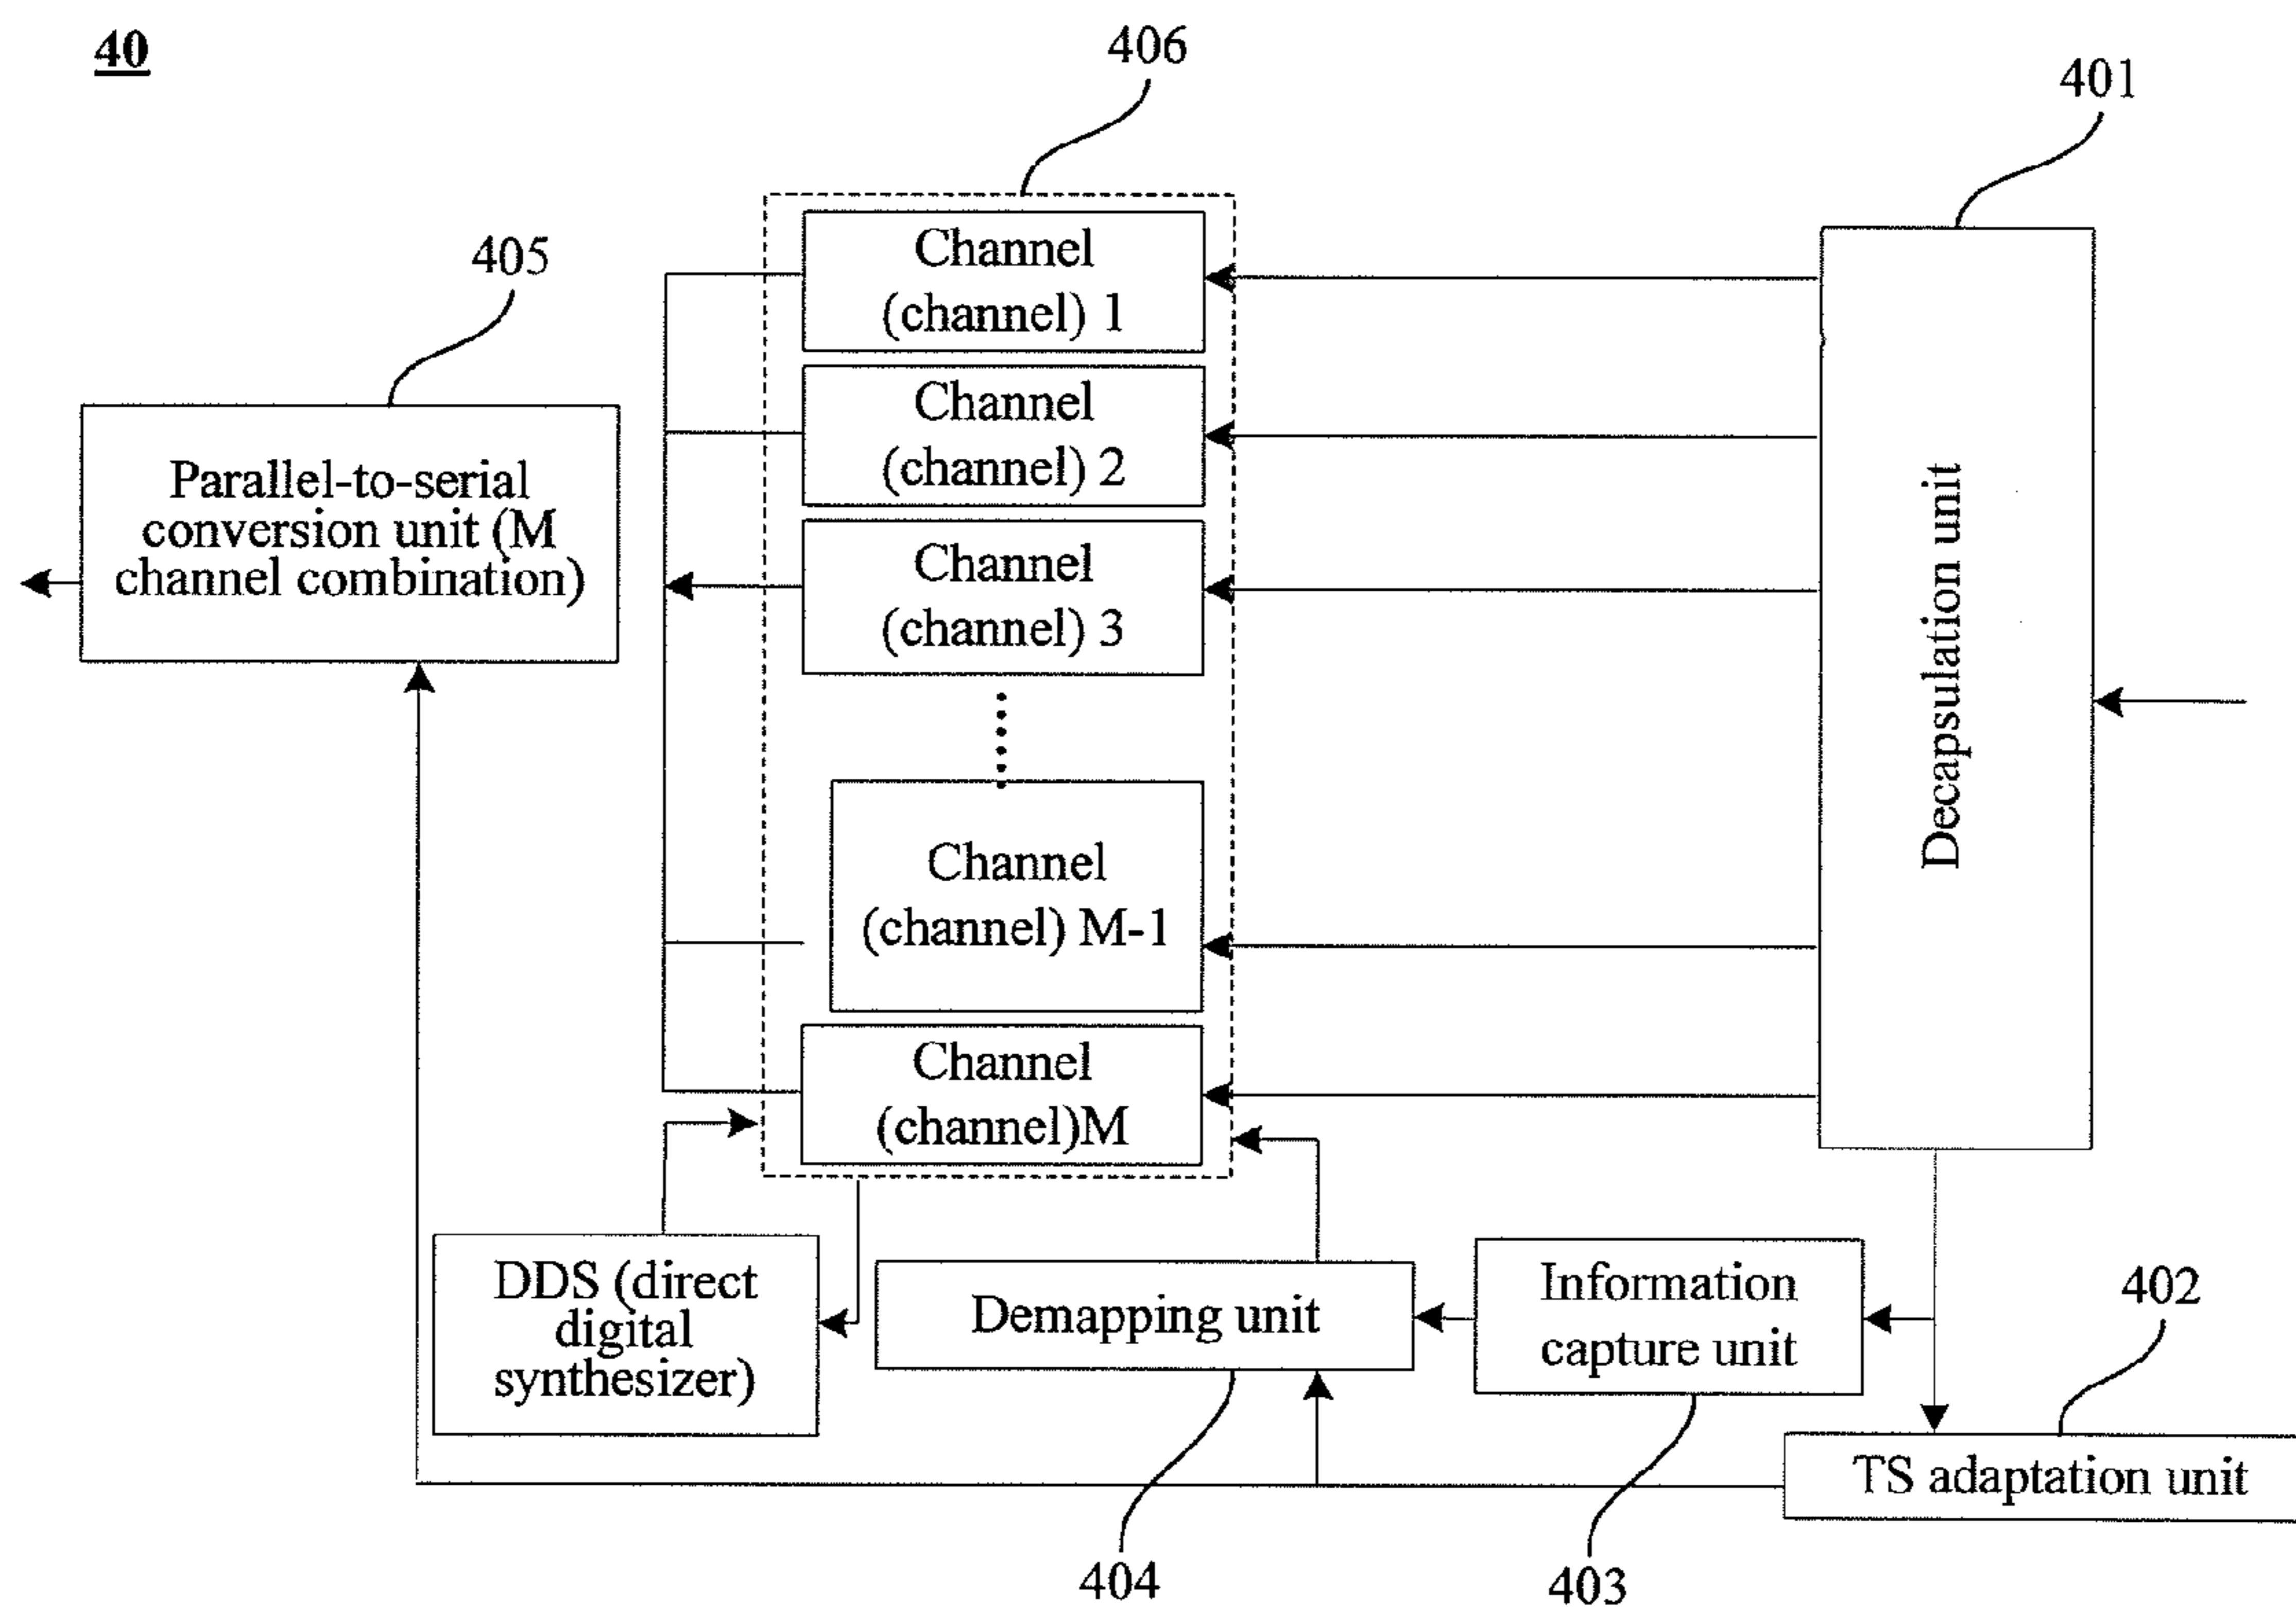 40
406
401
405
Channel
(channel) 1
Channel
(channel) 2
Parallel-to-serial
conversion unit (M
channel combination)
Channel
(channel) 3
Decapsulation unit
Channel
(channel) M-1
Channel
(channel)M
DDS (direct
digital
synthesizer)
Demapping unit
Information
capture unit
402
TS adaptation unit
404
403